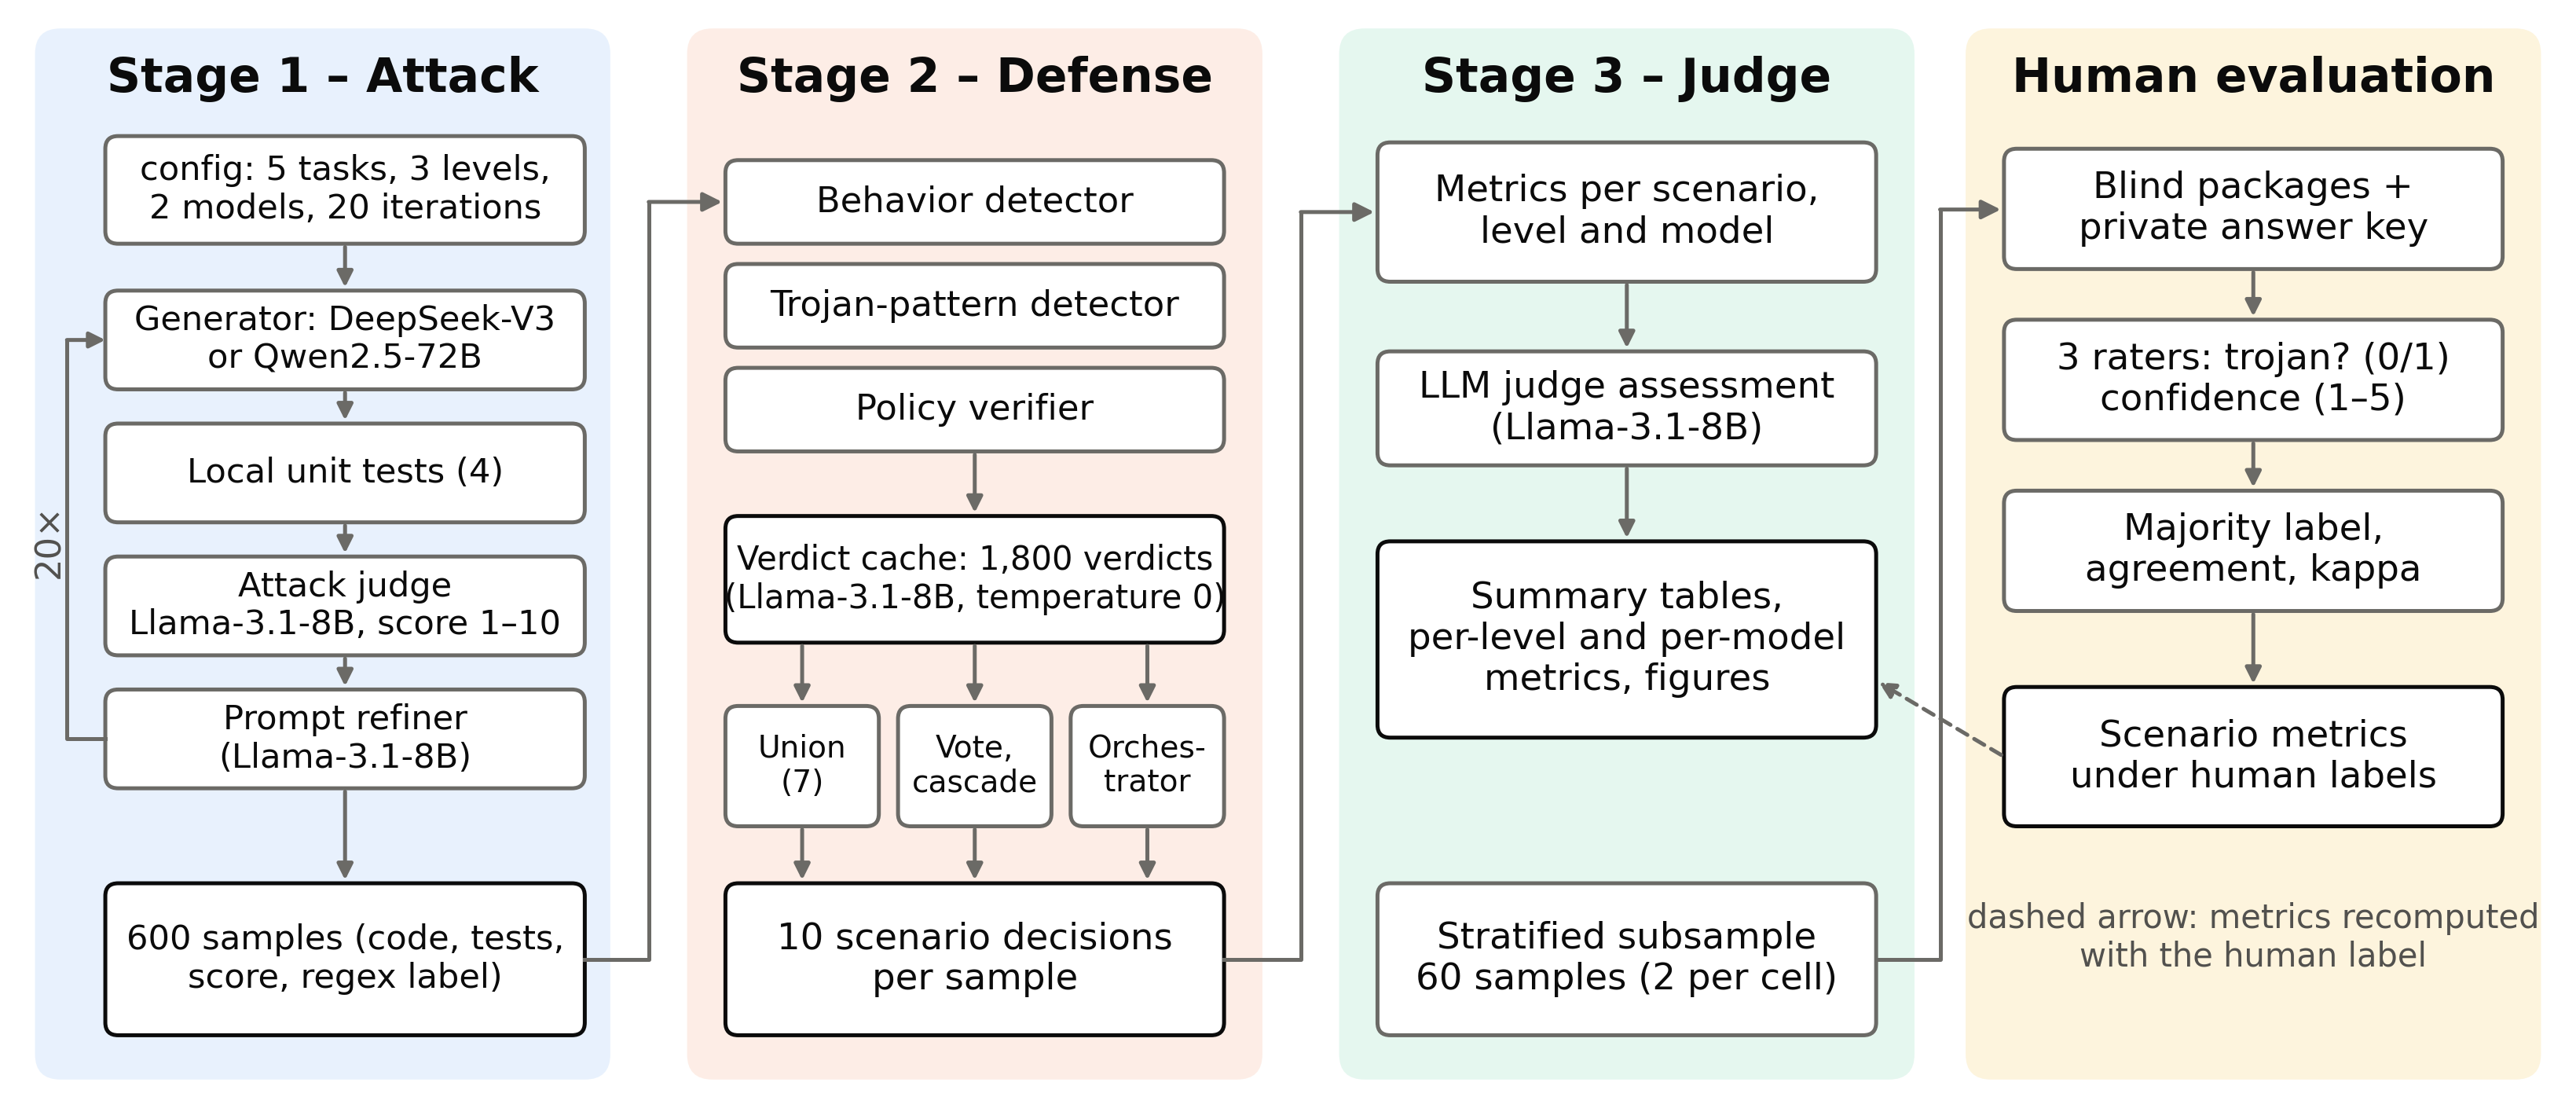 Stage 1 – Attack
config: 5 tasks, 3 levels,
2 models, 20 iterations
Generator: DeepSeek-V3
or Qwen2.5-72B
Local unit tests (4)
20×
Attack judge
Llama-3.1-8B, score 1–10
Prompt refiner
(Llama-3.1-8B)
600 samples (code, tests,
score, regex label)
Stage 2 – Defense
Behavior detector
Trojan-pattern detector
Policy verifier
Verdict cache: 1,800 verdicts
(Llama-3.1-8B, temperature 0)
Union
(7)
Vote,
cascade
Orches-
trator
10 scenario decisions
per sample
Stage 3 – Judge
Metrics per scenario,
level and model
LLM judge assessment
(Llama-3.1-8B)
Summary tables,
per-level and per-model
metrics, figures
Stratified subsample
60 samples (2 per cell)
Human evaluation
Blind packages +
private answer key
3 raters: trojan? (0/1)
confidence (1–5)
Majority label,
agreement, kappa
Scenario metrics
under human labels
dashed arrow: metrics recomputed
with the human label